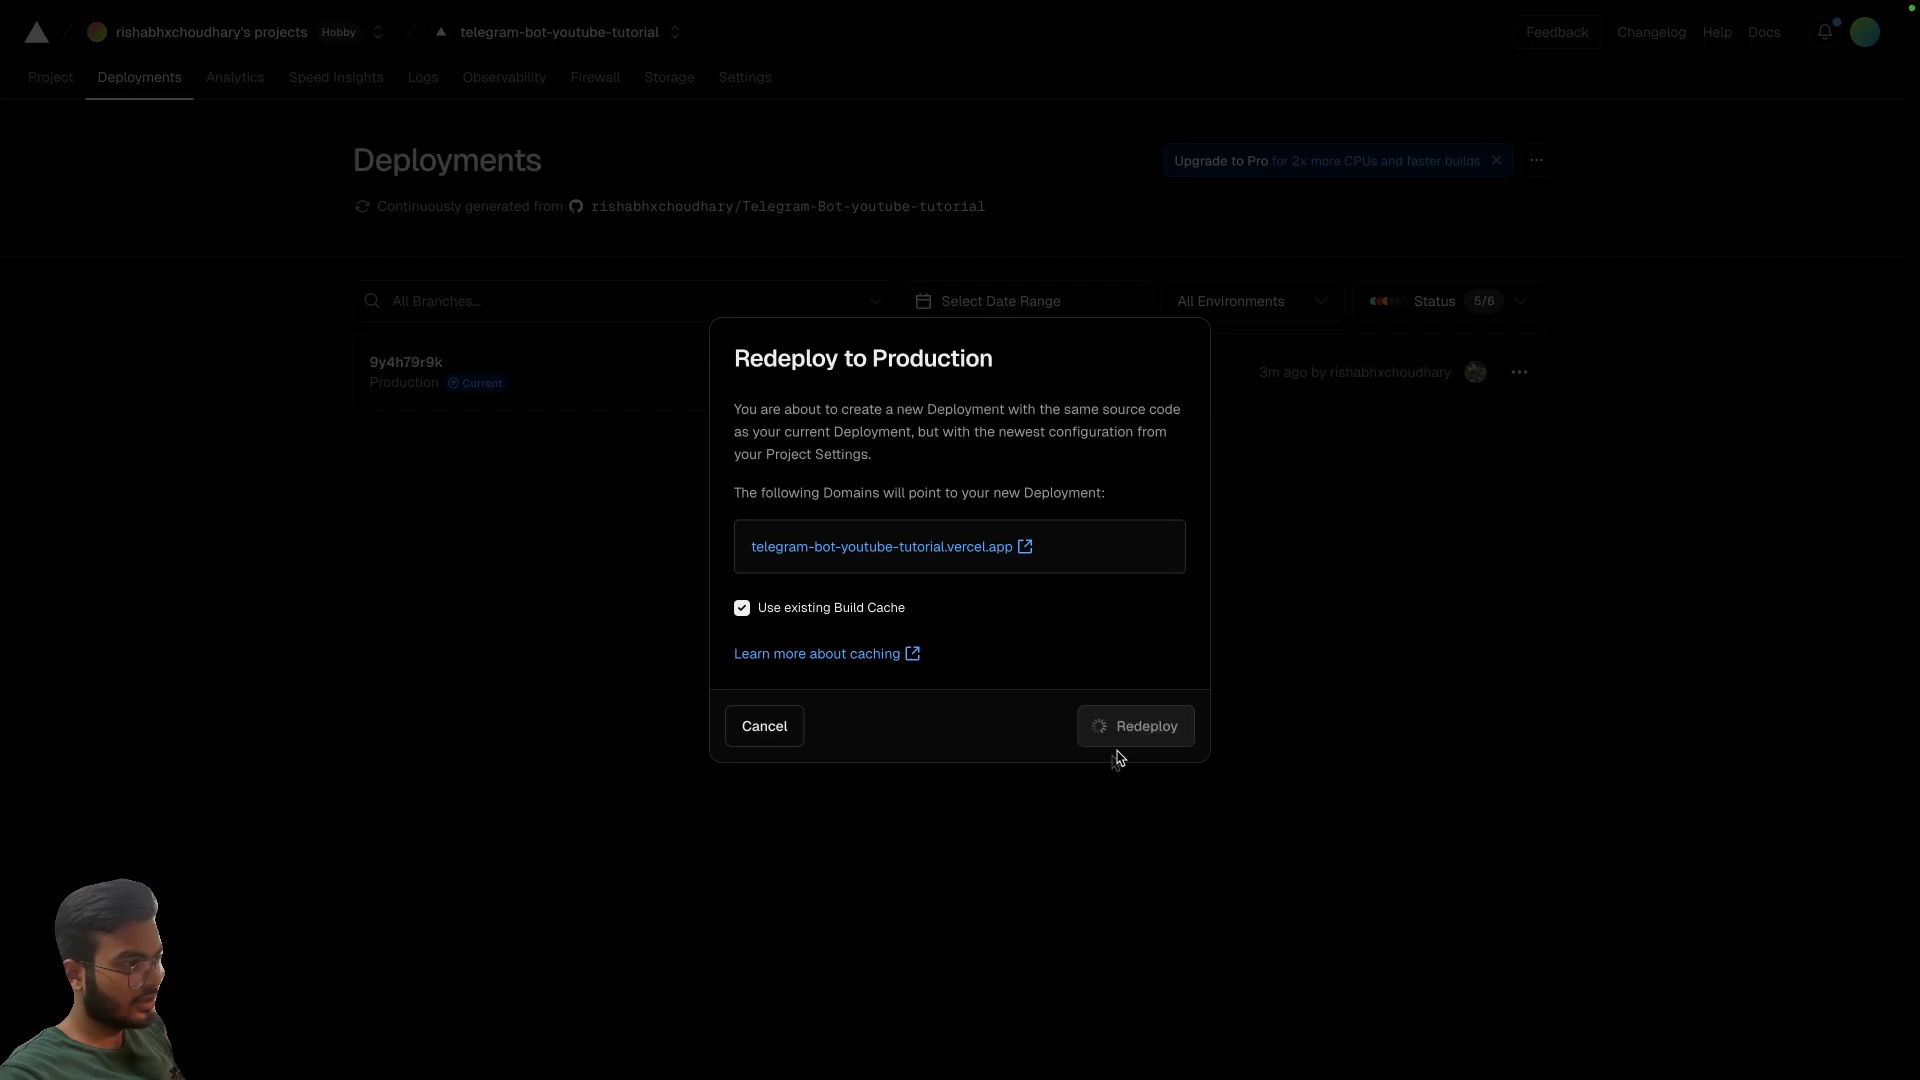 rishabhxchoudhary's projects Hobby telegram-bot-youtube-tutorial Feedback Changelog Help Docs
Project Deployments Analytics Speed Insights Logs Observability Firewall Storage Settings
Deployments
Upgrade to Pro for 2x more CPUs and faster builds
Continuously generated from rishabhxchoudhary/Telegram-Bot-youtube-tutorial
All Branches... Select Date Range All Environments Status 5/6
9y4h79r9k
Production Current
3m ago by rishabhxchoudhary
Redeploy to Production
You are about to create a new Deployment with the same source code
as your current Deployment, but with the newest configuration from
your Project Settings.
The following Domains will point to your new Deployment:
telegram-bot-youtube-tutorial.vercel.app
Use existing Build Cache
Learn more about caching
Cancel Redeploy